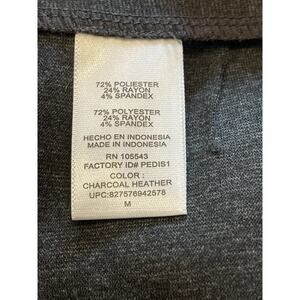 72% POLIESTER
24% RAYON
4% SPANDEX
72% POLYESTER
24% RAYON
4% SPANDEX
HECHO EN INDONESIA
MADE IN INDONESIA
RN 105543
FACTORY ID# PEDIS1
COLOR :
CHARCOAL HEATHER
UPC:827576942578
M